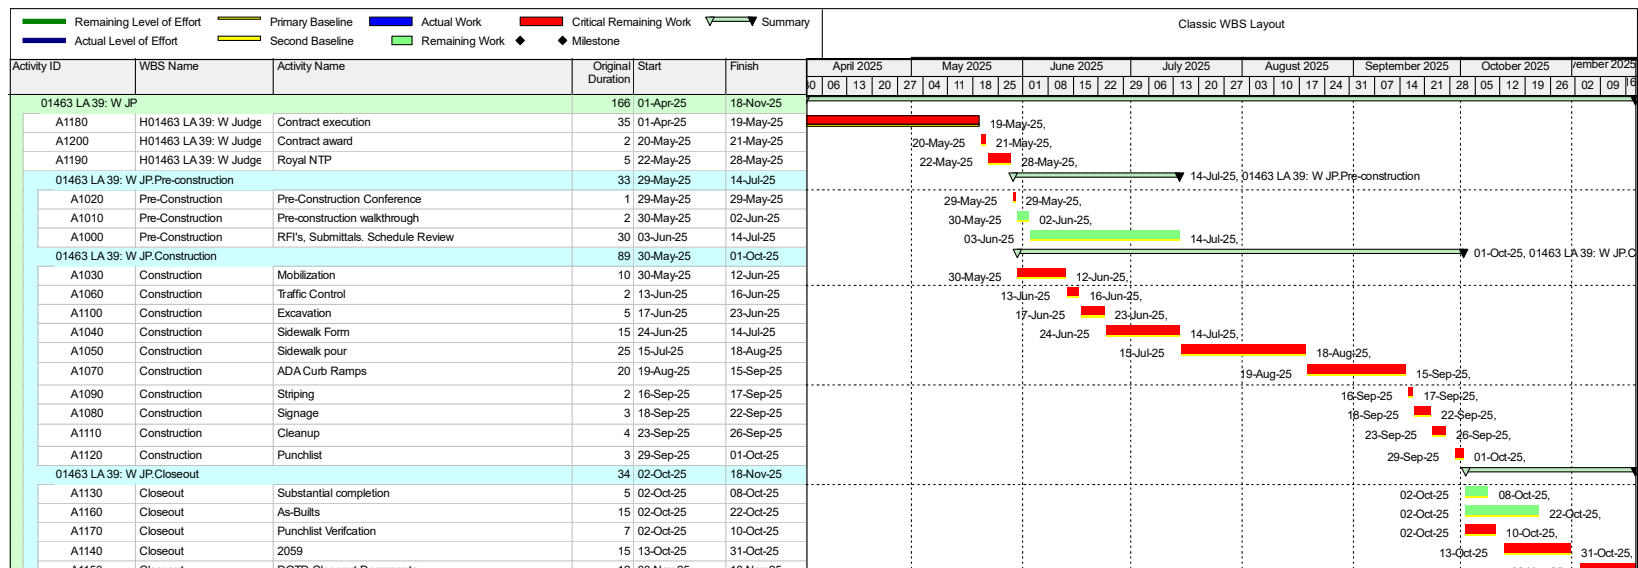 Remaining Level of Effort Primary Baseline Actual Work Critical Remaining Work Summary
Actual Level of Effort Second Baseline Remaining Work Milestone
Classic WBS Layout
Activity ID WBS Name Activity Name Original Duration Start Finish
April 2025 May 2025 June 2025 July 2025 August 2025 September 2025 October 2025 vember 2025
30 06 13 20 27 04 11 18 25 01 08 15 22 29 06 13 20 27 03 10 17 24 31 07 14 21 28 05 12 19 26 02 09 16
01463 LA 39: W JP 166 01-Apr-25 18-Nov-25
A1180 H01463 LA 39: W Judge Contract execution 35 01-Apr-25 19-May-25 19-May-25,
A1200 H01463 LA 39: W Judge Contract award 2 20-May-25 21-May-25 20-May-25 21-May-25,
A1190 H01463 LA 39: W Judge Royal NTP 5 22-May-25 28-May-25 22-May-25 28-May-25,
01463 LA 39: W JP.Pre-construction 33 29-May-25 14-Jul-25 14-Jul-25, 01463 LA 39: W JP.Pre-construction
A1020 Pre-Construction Pre-Construction Conference 1 29-May-25 29-May-25 29-May-25 29-May-25,
A1010 Pre-Construction Pre-construction walkthrough 2 30-May-25 02-Jun-25 30-May-25 02-Jun-25,
A1000 Pre-Construction RFI's, Submittals. Schedule Review 30 03-Jun-25 14-Jul-25 03-Jun-25 14-Jul-25,
01463 LA 39: W JP.Construction 89 30-May-25 01-Oct-25 01-Oct-25, 01463 LA 39: W JP.C
A1030 Construction Mobilization 10 30-May-25 12-Jun-25 30-May-25 12-Jun-25,
A1060 Construction Traffic Control 2 13-Jun-25 16-Jun-25 13-Jun-25 16-Jun-25,
A1100 Construction Excavation 5 17-Jun-25 23-Jun-25 17-Jun-25 23-Jun-25,
A1040 Construction Sidewalk Form 15 24-Jun-25 14-Jul-25 24-Jun-25 14-Jul-25,
A1050 Construction Sidewalk pour 25 15-Jul-25 18-Aug-25 15-Jul-25 18-Aug-25,
A1070 Construction ADA Curb Ramps 20 19-Aug-25 15-Sep-25 19-Aug-25 15-Sep-25,
A1090 Construction Striping 2 16-Sep-25 17-Sep-25 16-Sep-25 17-Sep-25,
A1080 Construction Signage 3 18-Sep-25 22-Sep-25 18-Sep-25 22-Sep-25,
A1110 Construction Cleanup 4 23-Sep-25 26-Sep-25 23-Sep-25 26-Sep-25,
A1120 Construction Punchlist 3 29-Sep-25 01-Oct-25 29-Sep-25 01-Oct-25,
01463 LA 39: W JP.Closeout 34 02-Oct-25 18-Nov-25
A1130 Closeout Substantial completion 5 02-Oct-25 08-Oct-25 02-Oct-25 08-Oct-25,
A1160 Closeout As-Builts 15 02-Oct-25 22-Oct-25 02-Oct-25 22-Oct-25,
A1170 Closeout Punchlist Verifcation 7 02-Oct-25 10-Oct-25 02-Oct-25 10-Oct-25,
A1140 Closeout 2059 15 13-Oct-25 31-Oct-25 13-Oct-25 31-Oct-25,